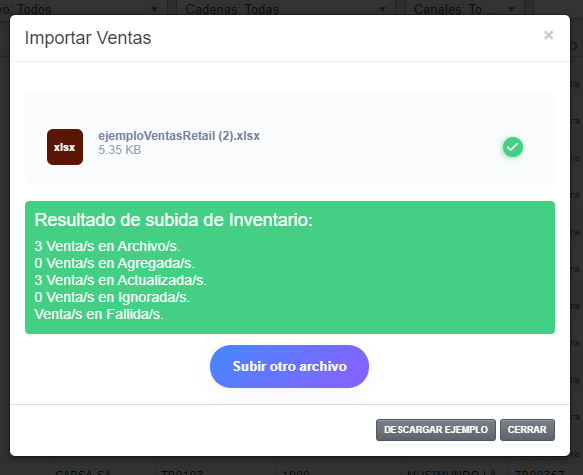 vo: Todos
Cadenas: Todas
Canales: To...
Importar Ventas
×
xlsx
ejemploVentasRetail (2).xlsx
5.35 KB
Resultado de subida de Inventario:
3 Venta/s en Archivo/s.
0 Venta/s en Agregada/s.
3 Venta/s en Actualizada/s.
0 Venta/s en Ignorada/s.
Venta/s en Fallida/s.
Subir otro archivo
DESCARGAR EJEMPLO
CERRAR